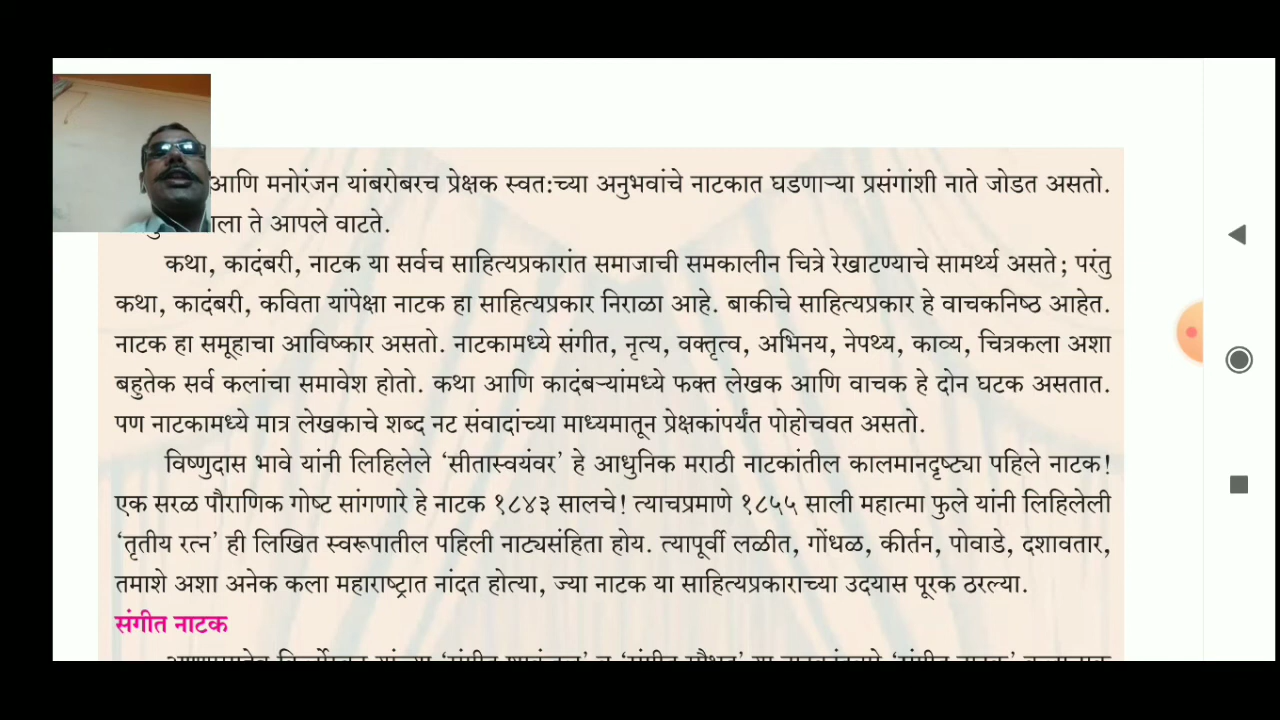 आणि मनोरंजन यांबरोबरच प्रेक्षक स्वत:च्या अनुभवांचे नाटकात घडणाऱ्या प्रसंगांशी नाते जोडत असतो.
ला ते आपले वाटते.
कथा, कादंबरी, नाटक या सर्वच साहित्यप्रकारांत समाजाची समकालीन चित्रे रेखाटण्याचे सामर्थ्य असते; परंतु
कथा, कादंबरी, कविता यांपेक्षा नाटक हा साहित्यप्रकार निराळा आहे. बाकीचे साहित्यप्रकार हे वाचकनिष्ठ आहेत.
नाटक हा समूहाचा आविष्कार असतो. नाटकामध्ये संगीत, नृत्य, वक्तृत्व, अभिनय, नेपथ्य, काव्य, चित्रकला अशा
बहुतेक सर्व कलांचा समावेश होतो. कथा आणि कादंबऱ्यांमध्ये फक्त लेखक आणि वाचक हे दोन घटक असतात.
पण नाटकामध्ये मात्र लेखकाचे शब्द नट संवादांच्या माध्यमातून प्रेक्षकांपर्यंत पोहोचवत असतो.
विष्णुदास भावे यांनी लिहिलेले ‘सीतास्वयंवर’ हे आधुनिक मराठी नाटकांतील कालमानदृष्ट्या पहिले नाटक!
एक सरळ पौराणिक गोष्ट सांगणारे हे नाटक १८४३ सालचे! त्याचप्रमाणे १८५५ साली महात्मा फुले यांनी लिहिलेली
‘तृतीय रत्न’ ही लिखित स्वरूपातील पहिली नाट्यसंहिता होय. त्यापूर्वी लळीत, गोंधळ, कीर्तन, पोवाडे, दशावतार,
तमाशे अशा अनेक कला महाराष्ट्रात नांदत होत्या, ज्या नाटक या साहित्यप्रकाराच्या उदयास पूरक ठरल्या.
संगीत नाटक